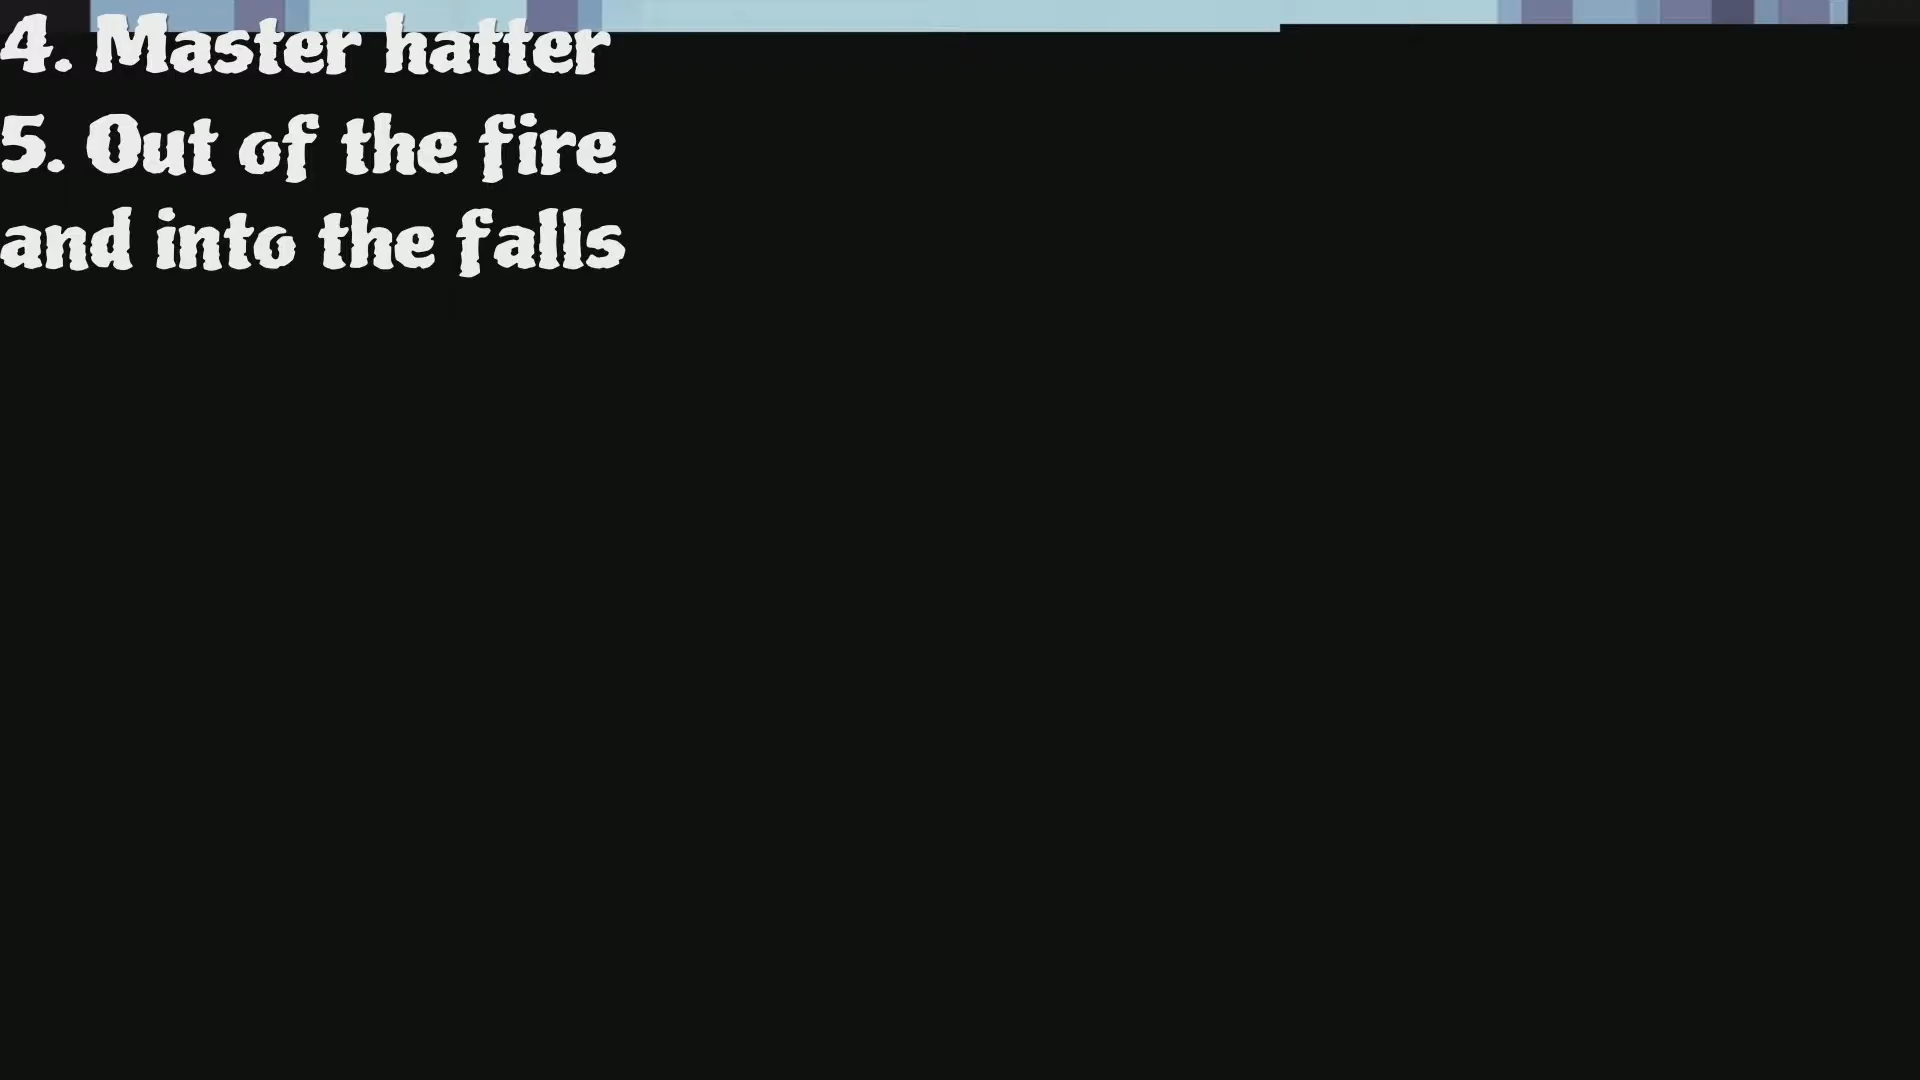 4. Master hatter
5. Out of the fire
and into the falls